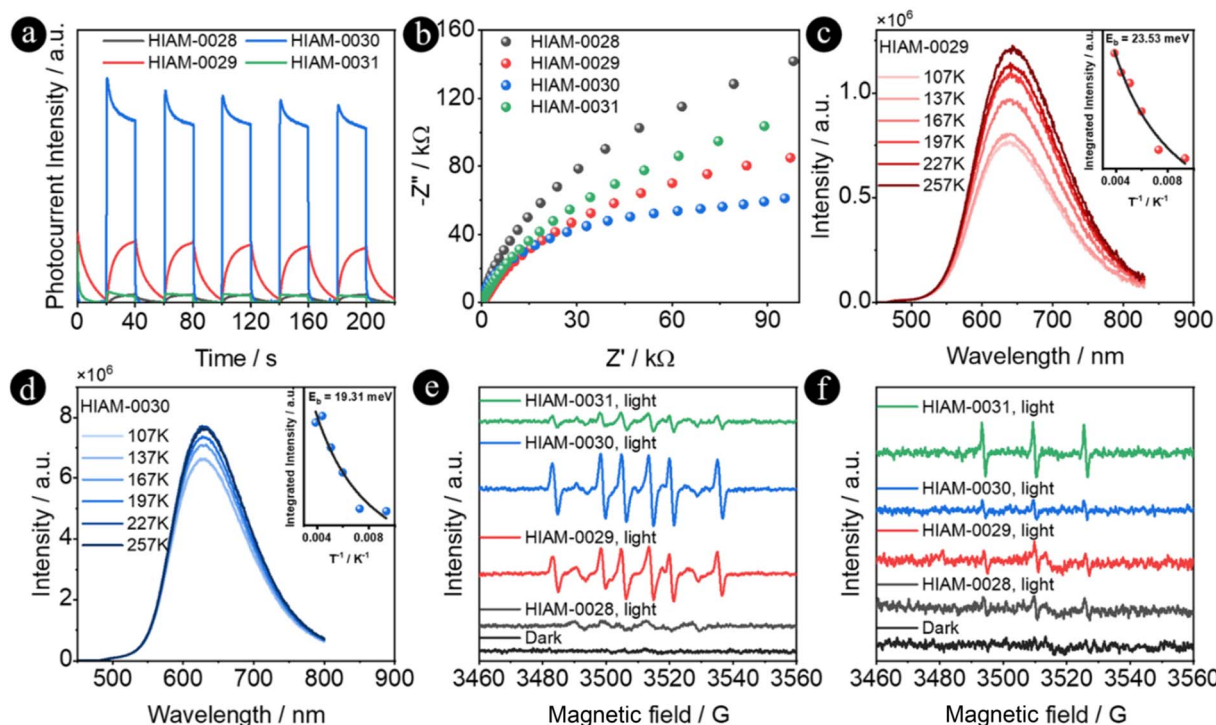 a
HIAM-0028 HIAM-0030
HIAM-0029 HIAM-0031
Photocurrent Intensity / a.u.
0 40 80 120 160 200
Time / s
b
HIAM-0028
HIAM-0029
HIAM-0030
HIAM-0031
-Z" / kΩ
160
120
80
40
0
0 30 60 90
Z' / kΩ
c
×10⁶
HIAM-0029
107K
137K
167K
197K
227K
257K
Intensity / a.u.
1.0
0.5
0.0
500 600 700 800 900
Wavelength / nm
E_b = 23.53 meV
Integrated Intensity / a.u.
0.004 0.008
T⁻¹ / K⁻¹
d
×10⁶
HIAM-0030
107K
137K
167K
197K
227K
257K
Intensity / a.u.
8
6
4
2
0
500 600 700 800 900
Wavelength / nm
E_b = 19.31 meV
Integrated Intensity / a.u.
0.004 0.008
T⁻¹ / K⁻¹
e
HIAM-0031, light
HIAM-0030, light
HIAM-0029, light
HIAM-0028, light
Dark
Intensity / a.u.
3460 3480 3500 3520 3540 3560
Magnetic field / G
f
HIAM-0031, light
HIAM-0030, light
HIAM-0029, light
HIAM-0028, light
Dark
Intensity / a.u.
3460 3480 3500 3520 3540 3560
Magnetic field / G